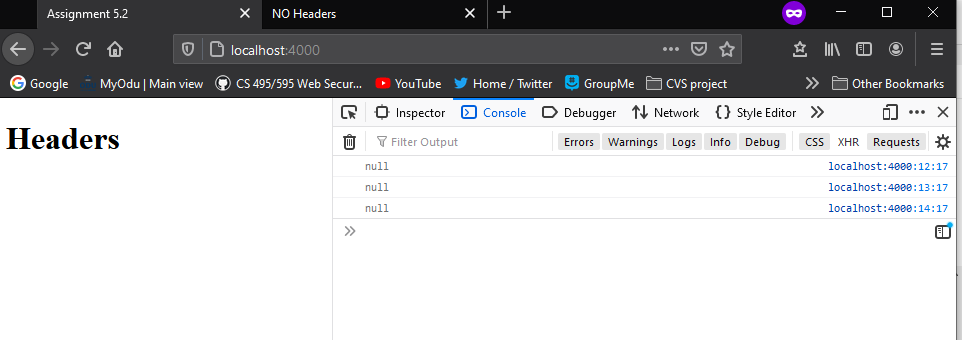 Assignment 5.2
NO Headers
localhost:4000
Google
MyOdu | Main view
CS 495/595 Web Secur...
YouTube
Home / Twitter
GroupMe
CVS project
Other Bookmarks
Headers
Inspector
Console
Debugger
Network
Style Editor
Filter Output
Errors
Warnings
Logs
Info
Debug
CSS
XHR
Requests
null localhost:4000:12:17
null localhost:4000:13:17
null localhost:4000:14:17